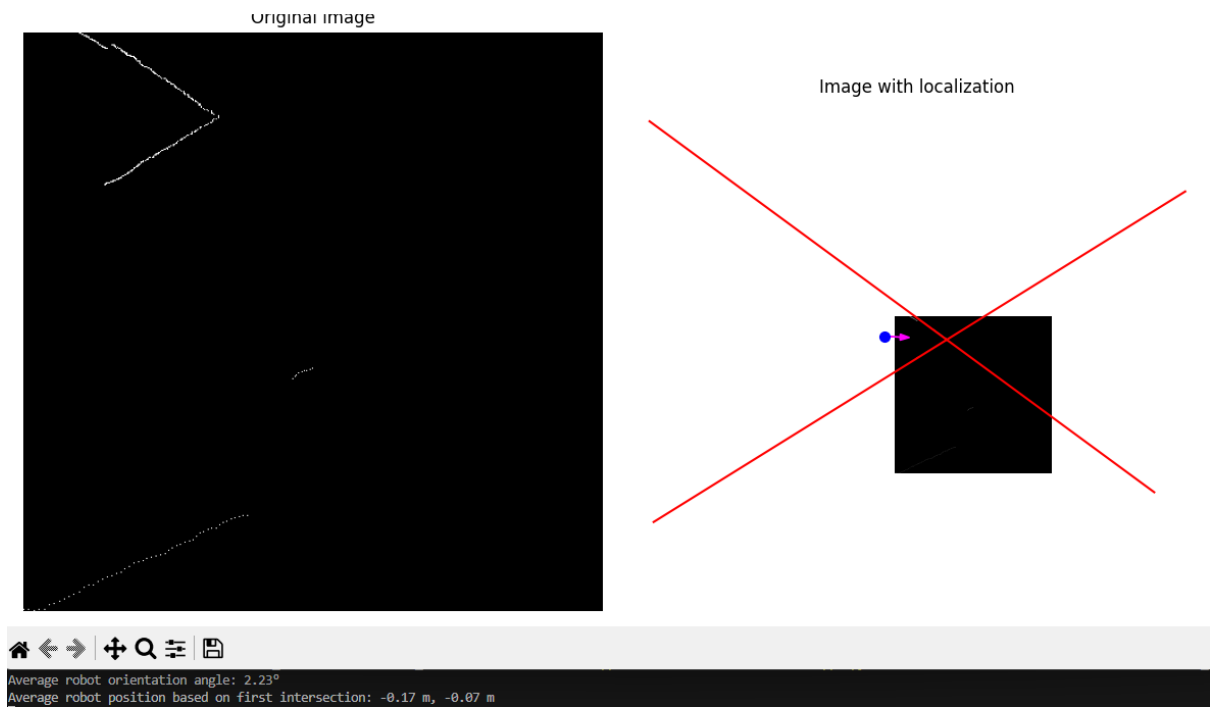 Original Image
Image with localization
Average robot orientation angle: 2.23º
Average robot position based on first intersection: -0.17 m, -0.07 m